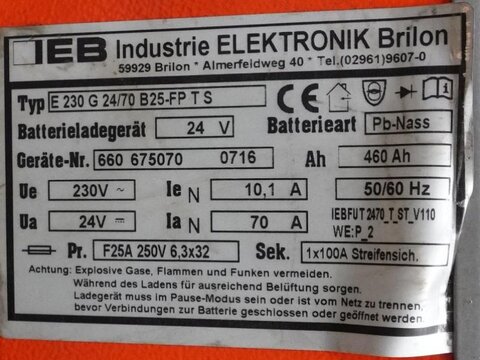 IEB Industrie ELEKTRONIK Brilon
59929 Brilon * Almerfeldweg 40 * Tel.(02961)9607-0
Typ E 230 G 24/70 B25-FP T S CE
Batterieladegerät 24 V Batterieart Pb-Nass
Geräte-Nr. 660 675070 0716 Ah 460 Ah
Ue 230V ~ Ie N 10,1 A 50/60 Hz
Ua 24V ⎓ Ia N 70 A IEBFUT2470_T_ST_V110
WE:P_2
Pr. F25A 250V 6,3x32 Sek. 1x100A Streifensich.
Achtung: Explosive Gase, Flammen und Funken vermeiden.
Während des Ladens für ausreichend Belüftung sorgen.
Ladegerät muss im Pause-Modus sein oder ist vom Netz zu trennen,
bevor Verbindungen zur Batterie geschlossen oder geöffnet werden